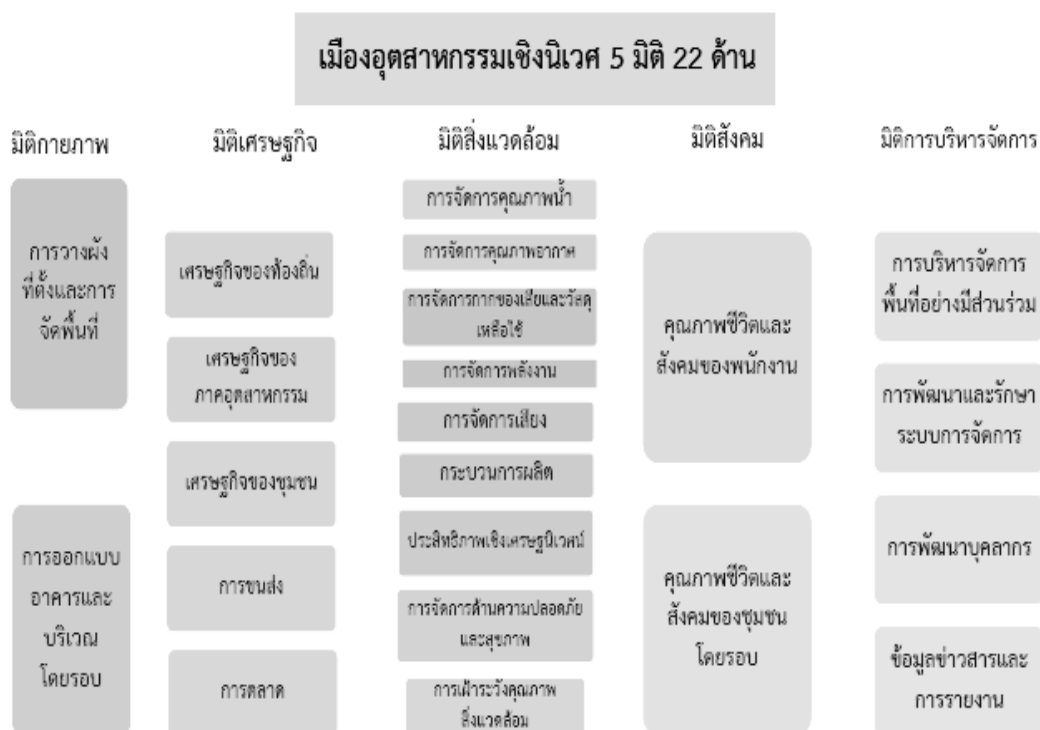 เมืองอุตสาหกรรมเชิงนิเวศ 5 มิติ 22 ด้าน
มิติกายภาพ
การวางผัง
ที่ตั้งและการ
จัดพื้นที่
การออกแบบ
อาคารและ
บริเวณ
โดยรอบ
มิติเศรษฐกิจ
เศรษฐกิจของท้องถิ่น
เศรษฐกิจของ
ภาคอุตสาหกรรม
เศรษฐกิจของชุมชน
การขนส่ง
การตลาด
มิติสิ่งแวดล้อม
การจัดการคุณภาพน้ำ
การจัดการคุณภาพอากาศ
การจัดการกากของเสียและวัสดุ
เหลือใช้
การจัดการพลังงาน
การจัดการเสียง
กระบวนการผลิต
ประสิทธิภาพเชิงเศรษฐนิเวศน์
การจัดการด้านความปลอดภัย
และสุขภาพ
การเฝ้าระวังคุณภาพ
สิ่งแวดล้อม
มิติสังคม
คุณภาพชีวิตและ
สังคมของพนักงาน
คุณภาพชีวิตและ
สังคมของชุมชน
โดยรอบ
มิติการบริหารจัดการ
การบริหารจัดการ
พื้นที่อย่างมีส่วนร่วม
การพัฒนาและรักษา
ระบบการจัดการ
การพัฒนาบุคลากร
ข้อมูลข่าวสารและ
การรายงาน